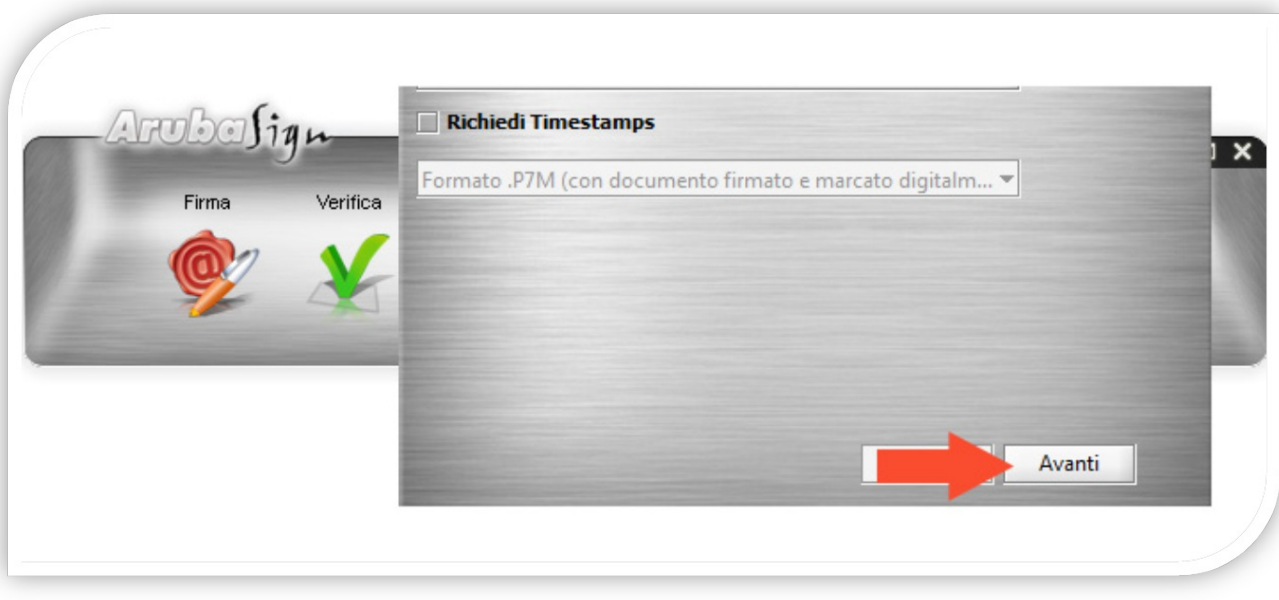 ArubaSign
Firma
Verifica
Richiedi Timestamps
Formato .P7M (con documento firmato e marcato digitalm...
Avanti